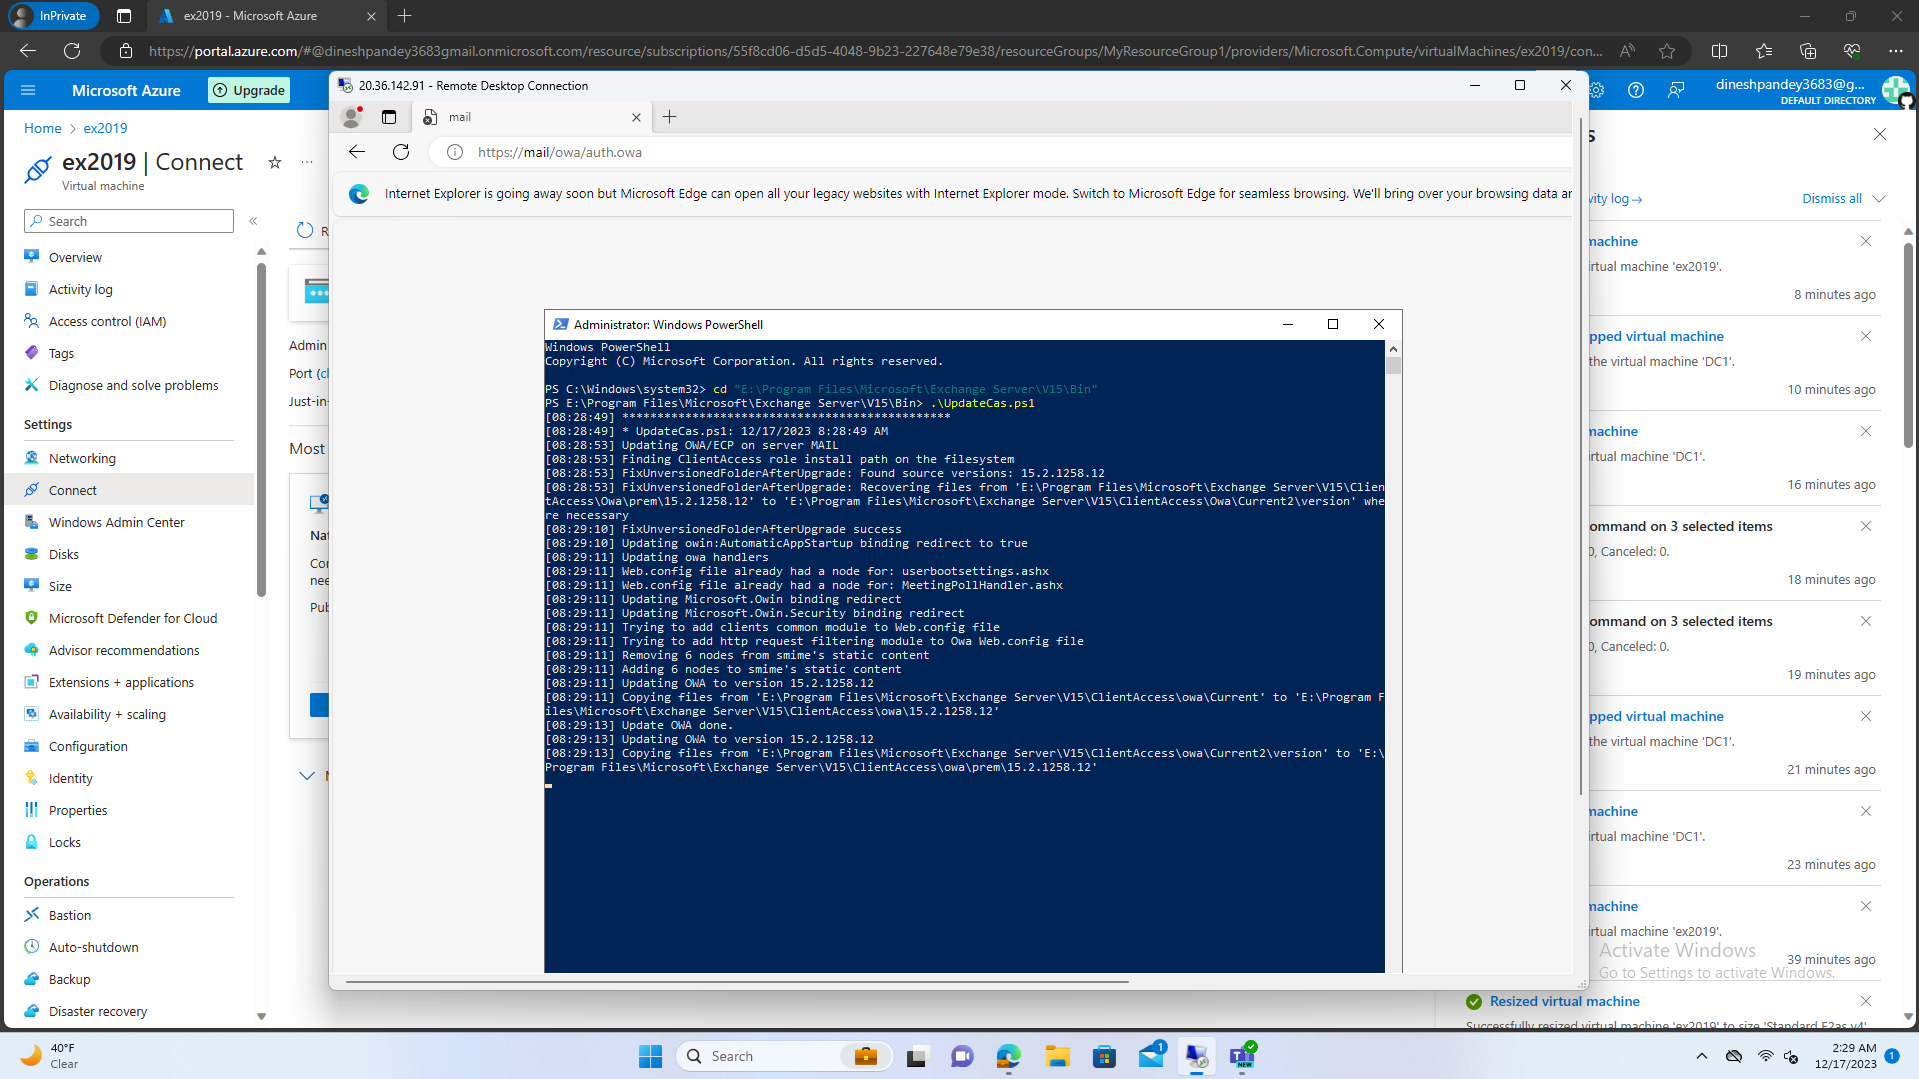 InPrivate
ex2019 - Microsoft Azure
https://portal.azure.com/#@dineshpandey3683gmail.onmicrosoft.com/resource/subscriptions/55f8cd06-d5d5-4048-9b23-227648e79e38/resourceGroups/MyResourceGroup1/providers/Microsoft.Compute/virtualMachines/ex2019/con...
Microsoft Azure
Upgrade
dineshpandey3683@g...
DEFAULT DIRECTORY
Home > ex2019
ex2019 | Connect
Virtual machine
Search
Overview
Activity log
Access control (IAM)
Tags
Diagnose and solve problems
Settings
Networking
Connect
Windows Admin Center
Disks
Size
Microsoft Defender for Cloud
Advisor recommendations
Extensions + applications
Availability + scaling
Configuration
Identity
Properties
Locks
Operations
Bastion
Auto-shutdown
Backup
Disaster recovery
R
Admin
Port (c
Just-in-
Most
Nat
Cor
nee
Puk
20.36.142.91 - Remote Desktop Connection
mail
https://mail/owa/auth.owa
Internet Explorer is going away soon but Microsoft Edge can open all your legacy websites with Internet Explorer mode. Switch to Microsoft Edge for seamless browsing. We'll bring over your browsing data ar
Administrator: Windows PowerShell
Windows PowerShell
Copyright (C) Microsoft Corporation. All rights reserved.
PS C:\Windows\system32> cd "E:\Program Files\Microsoft\Exchange Server\V15\Bin"
PS E:\Program Files\Microsoft\Exchange Server\V15\Bin> .\UpdateCas.ps1
[08:28:49] ***********************************************
[08:28:49] * UpdateCas.ps1: 12/17/2023 8:28:49 AM
[08:28:53] Updating OWA/ECP on server MAIL
[08:28:53] Finding ClientAccess role install path on the filesystem
[08:28:53] FixUnversionedFolderAfterUpgrade: Found source versions: 15.2.1258.12
[08:28:53] FixUnversionedFolderAfterUpgrade: Recovering files from 'E:\Program Files\Microsoft\Exchange Server\V15\Clien
tAccess\Owa\prem\15.2.1258.12' to 'E:\Program Files\Microsoft\Exchange Server\V15\ClientAccess\Owa\Current2\version' whe
re necessary
[08:29:10] FixUnversionedFolderAfterUpgrade success
[08:29:10] Updating owin:AutomaticAppStartup binding redirect to true
[08:29:11] Updating owa handlers
[08:29:11] Web.config file already had a node for: userbootsettings.ashx
[08:29:11] Web.config file already had a node for: MeetingPollHandler.ashx
[08:29:11] Updating Microsoft.Owin binding redirect
[08:29:11] Updating Microsoft.Owin.Security binding redirect
[08:29:11] Trying to add clients common module to Web.config file
[08:29:11] Trying to add http request filtering module to Owa Web.config file
[08:29:11] Removing 6 nodes from smime's static content
[08:29:11] Adding 6 nodes to smime's static content
[08:29:11] Updating OWA to version 15.2.1258.12
[08:29:11] Copying files from 'E:\Program Files\Microsoft\Exchange Server\V15\ClientAccess\owa\Current' to 'E:\Program F
iles\Microsoft\Exchange Server\V15\ClientAccess\owa\15.2.1258.12'
[08:29:13] Update OWA done.
[08:29:13] Updating OWA to version 15.2.1258.12
[08:29:13] Copying files from 'E:\Program Files\Microsoft\Exchange Server\V15\ClientAccess\owa\Current2\version' to 'E:\
Program Files\Microsoft\Exchange Server\V15\ClientAccess\owa\prem\15.2.1258.12'
s
vity log→
Dismiss all
nachine
irtual machine 'ex2019'.
8 minutes ago
pped virtual machine
the virtual machine 'DC1'.
10 minutes ago
nachine
irtual machine 'DC1'.
16 minutes ago
ommand on 3 selected items
0, Canceled: 0.
18 minutes ago
ommand on 3 selected items
0, Canceled: 0.
19 minutes ago
pped virtual machine
the virtual machine 'DC1'.
21 minutes ago
nachine
irtual machine 'DC1'.
23 minutes ago
nachine
irtual machine 'ex2019'.
39 minutes ago
Activate Windows
Go to Settings to activate Windows.
Resized virtual machine
Successfully resized virtual machine 'ex2019' to size 'Standard_E2as_v4'
40°F
Clear
Search
1
NEW
2:29 AM
12/17/2023
1